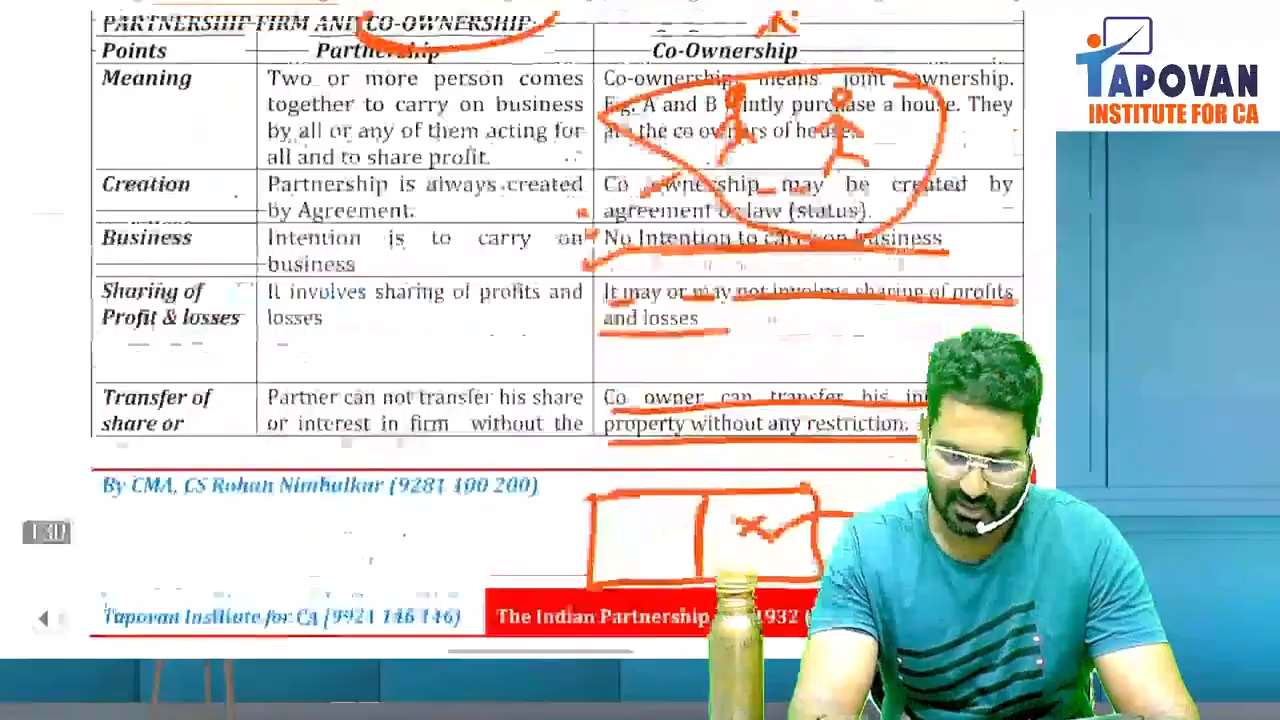 PARTNERSHIP FIRM AND CO-OWNERSHIP
Points Partnership Co-Ownership
Meaning Two or more person comes together to carry on business by all or any of them acting for all and to share profit.
Co-ownership means joint ownership. Eg. A and B jointly purchase a house. They are the co owners of house.
Creation Partnership is always created by Agreement.
Co ownership may be created by agreement or law (status).
Business Intention is to carry on business
No Intention to carry on business
Sharing of Profit & losses It involves sharing of profits and losses
It may or may not involves sharing of profits and losses
Transfer of share or Partner can not transfer his share or interest in firm without the
Co owner can transfer his in property without any restriction.
By CMA, CS Rohan Nimbalkar (9281 100 200)
130
Tapovan Institute for CA (9921 146 146)
The Indian Partnership 1932 (
TAPOVAN
INSTITUTE FOR CA